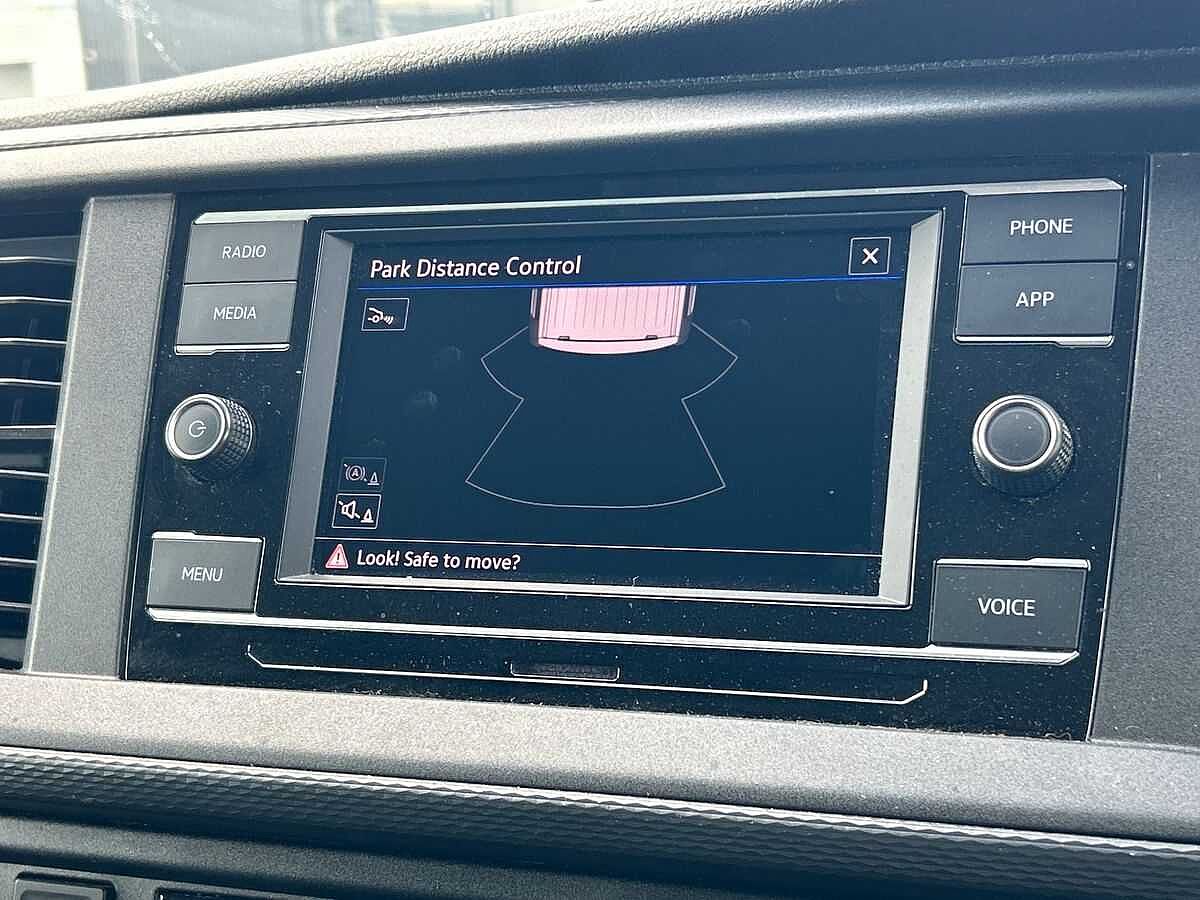 RADIO
MEDIA
MENU
Park Distance Control
X
A
Look! Safe to move?
PHONE
APP
VOICE